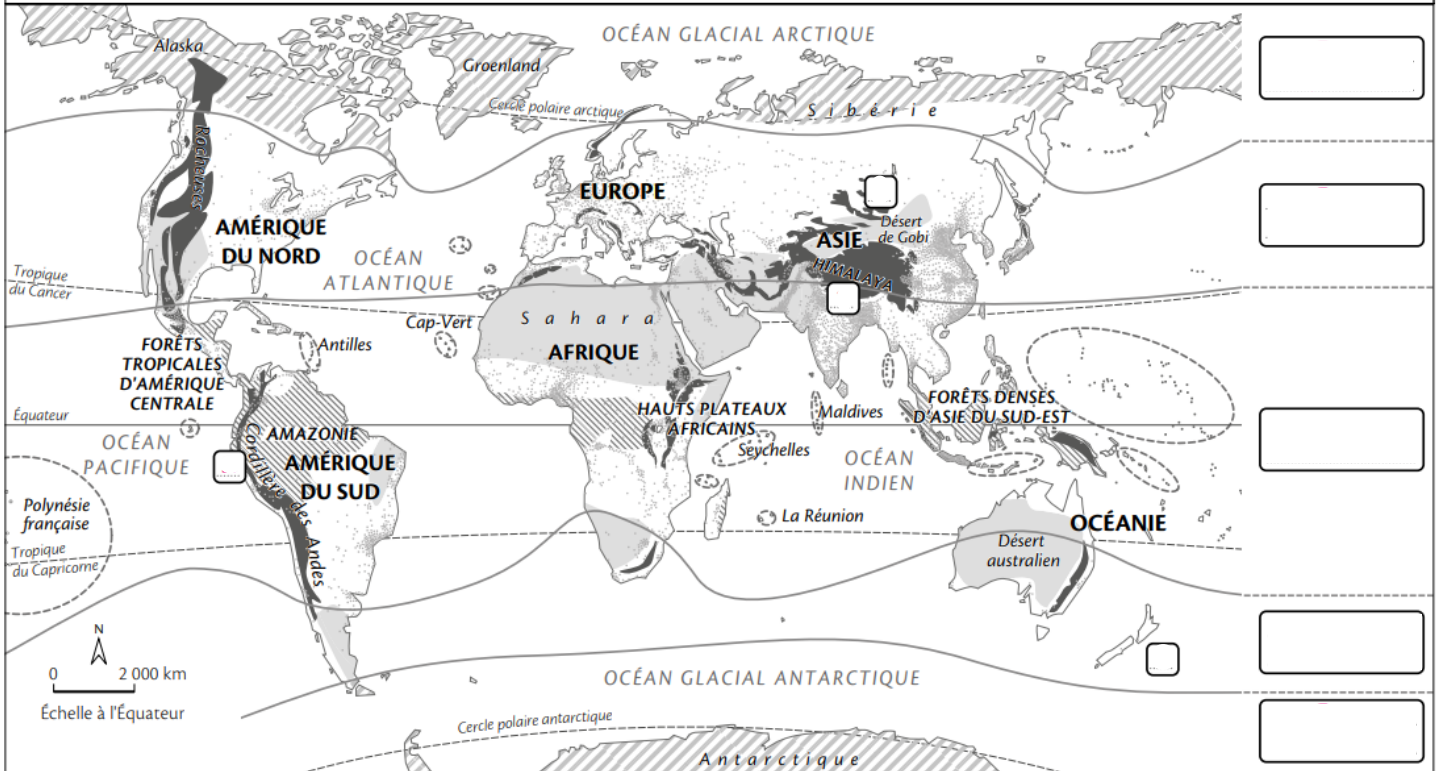 OCÉAN GLACIAL ARCTIQUE
Alaska
Groenland
Cercle polaire arctique
Sibérie
Rocheuses
EUROPE
AMÉRIQUE
DU NORD
ASIE
Désert
de Gobi
OCÉAN
ATLANTIQUE
HIMALAYA
Tropique
du Cancer
Sahara
Cap-Vert
Antilles
AFRIQUE
FORÊTS
TROPICALES
D'AMÉRIQUE
CENTRALE
HAUTS PLATEAUX
AFRICAINS
Maldives
FORÊTS DENSES
D'ASIE DU SUD-EST
Équateur
OCÉAN
PACIFIQUE
AMAZONIE
AMÉRIQUE
DU SUD
Cordillère des Andes
Seychelles
OCÉAN
INDIEN
Polynésie
française
La Réunion
OCÉANIE
Désert
australien
Tropique
du Capricorne
N
0 2 000 km
Échelle à l'Équateur
OCÉAN GLACIAL ANTARCTIQUE
Cercle polaire antarctique
Antarctique